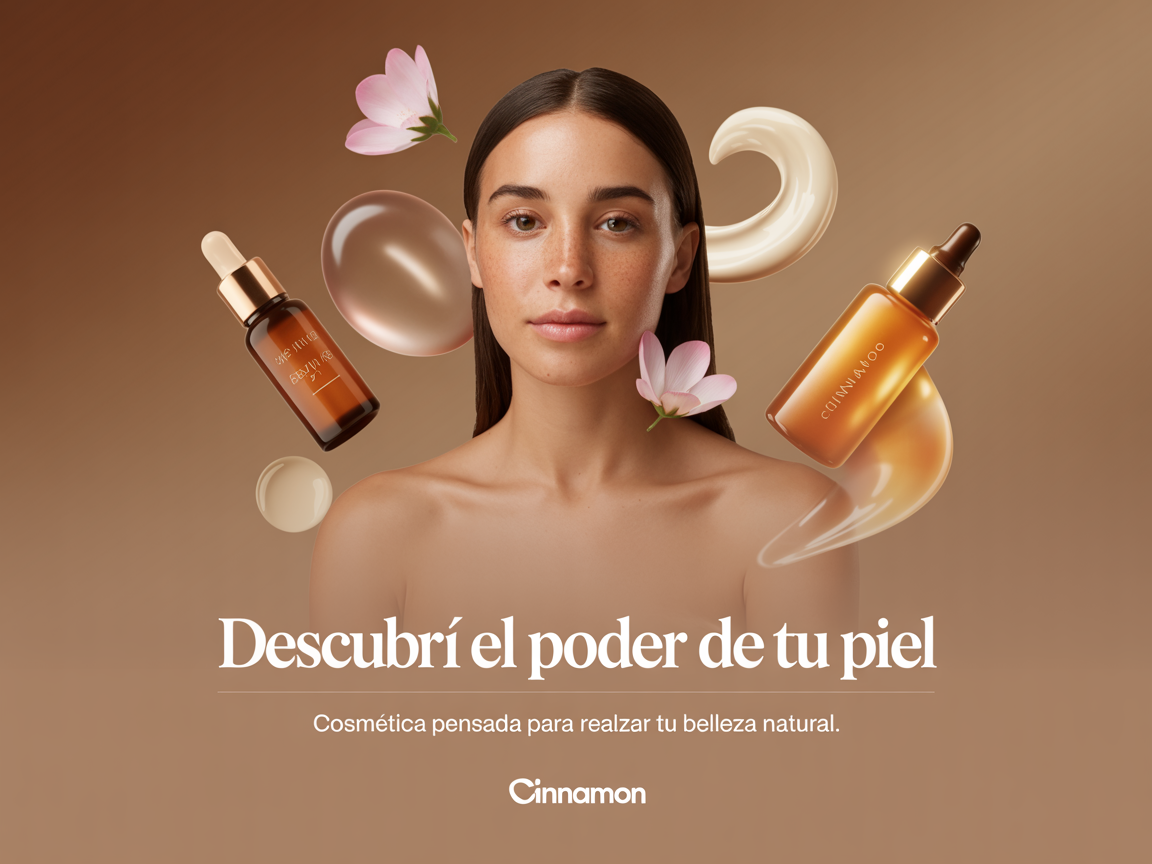 Descubrí el poder de tu piel
Cosmética pensada para realzar tu belleza natural.
Cinnamon